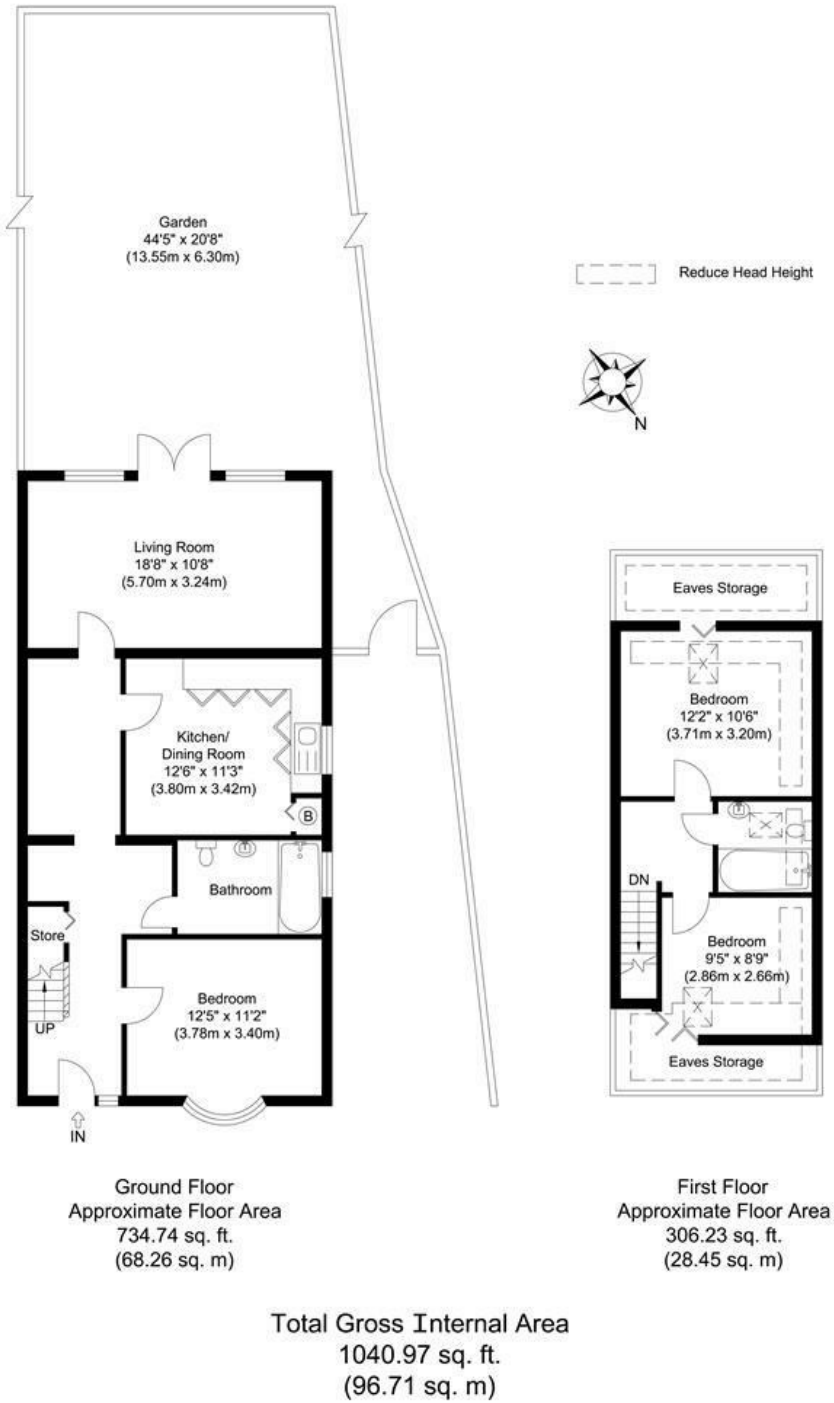 Garden
44'5" x 20'8"
(13.55m x 6.30m)
Reduce Head Height
N
Living Room
18'8" x 10'8"
(5.70m x 3.24m)
Kitchen/
Dining Room
12'6" x 11'3"
(3.80m x 3.42m)
B
Bathroom
Store
UP
Bedroom
12'5" x 11'2"
(3.78m x 3.40m)
IN
Eaves Storage
Bedroom
12'2" x 10'6"
(3.71m x 3.20m)
DN
Bedroom
9'5" x 8'9"
(2.86m x 2.66m)
Eaves Storage
Ground Floor
Approximate Floor Area
734.74 sq. ft.
(68.26 sq. m)
First Floor
Approximate Floor Area
306.23 sq. ft.
(28.45 sq. m)
Total Gross Internal Area
1040.97 sq. ft.
(96.71 sq. m)